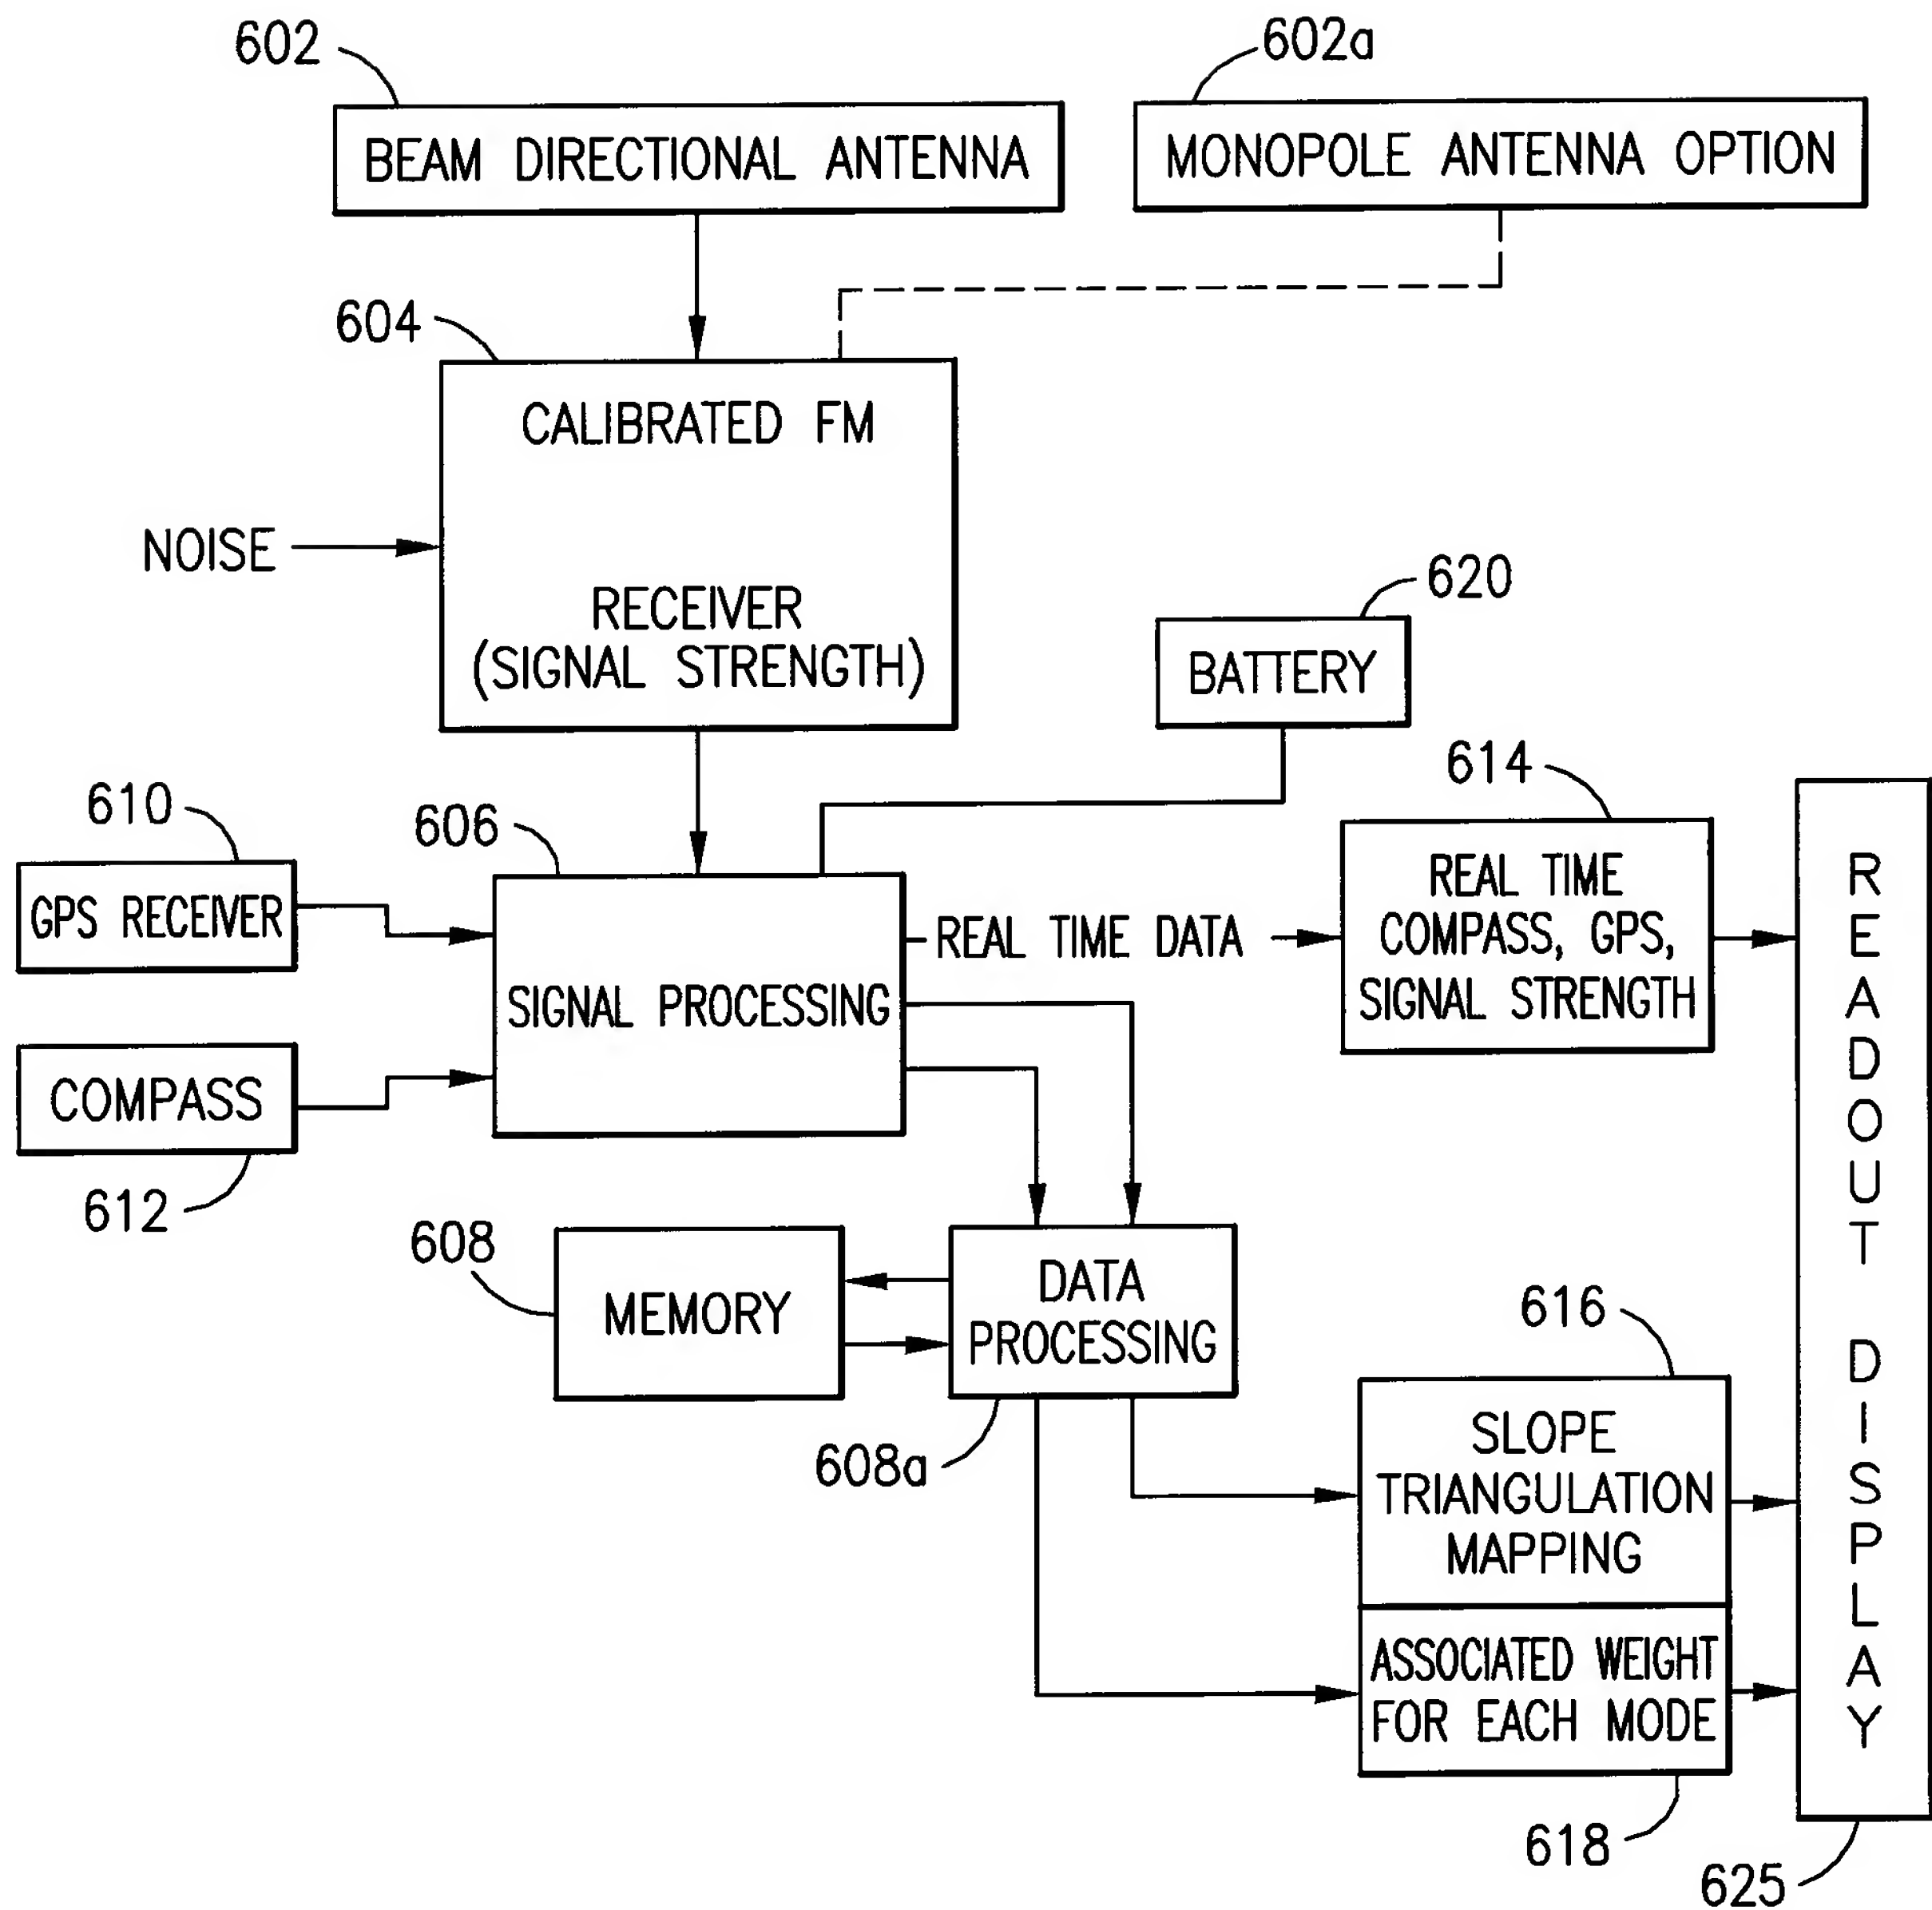 602
602a
BEAM DIRECTIONAL ANTENNA
MONOPOLE ANTENNA OPTION
604
CALIBRATED FM
NOISE
RECEIVER
(SIGNAL STRENGTH)
620
BATTERY
614
610
606
GPS RECEIVER
REAL TIME DATA
REAL TIME
COMPASS, GPS,
SIGNAL STRENGTH
SIGNAL PROCESSING
COMPASS
612
608
MEMORY
DATA
PROCESSING
608a
616
SLOPE
TRIANGULATION
MAPPING
ASSOCIATED WEIGHT
FOR EACH MODE
618
READOUT DISPLAY
625